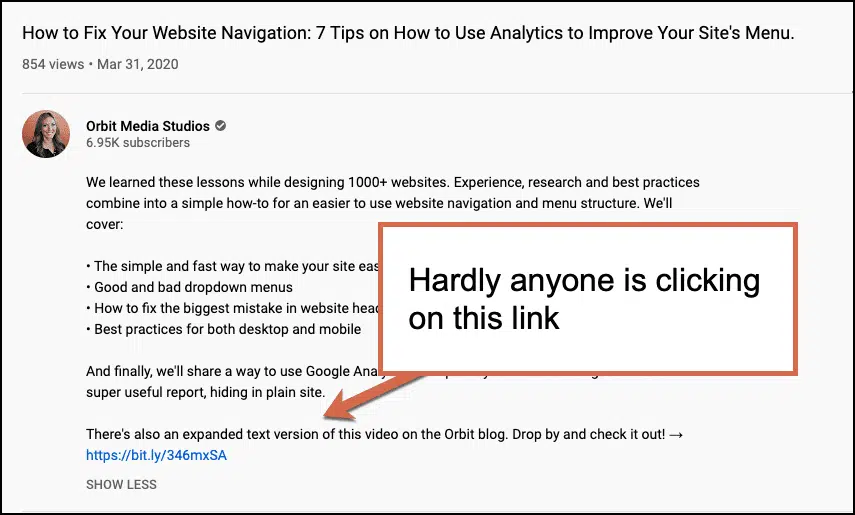 How to Fix Your Website Navigation: 7 Tips on How to Use Analytics to Improve Your Site's Menu.
854 views • Mar 31, 2020
Orbit Media Studios
6.95K subscribers
We learned these lessons while designing 1000+ websites. Experience, research and best practices
combine into a simple how-to for an easier to use website navigation and menu structure. We'll
cover:
• The simple and fast way to make your site
• Good and bad dropdown menus
• How to fix the biggest mistake in website
• Best practices for both desktop and mobile
Hardly anyone is clicking
on this link
And finally, we'll share a way to use Google
super useful report, hiding in plain site.
There's also an expanded text version of this video on the Orbit blog. Drop by and check it out! →
https://bit.ly/346mxSA
SHOW LESS